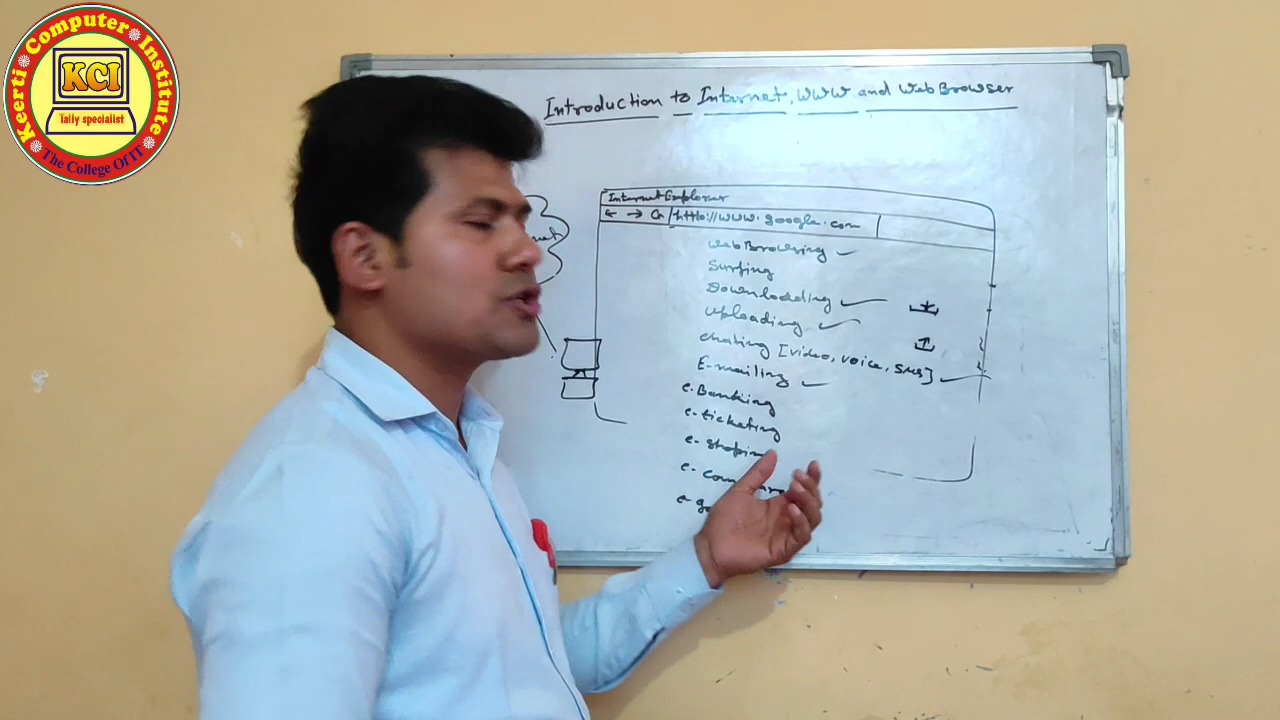 Keerti Computer Institute
KCI
Tally specialist
The College Of IT
Introduction to Internet, WWW and Web Browser
Internet Explorer
← → http://www.google.com
Web Browsing ✓
Surfing
Downloading ✓
Uploading ✓
chating [video, voice, SMS] ✓
E-mailing ✓
e-Banking
e-ticketing
e-
e-
e-